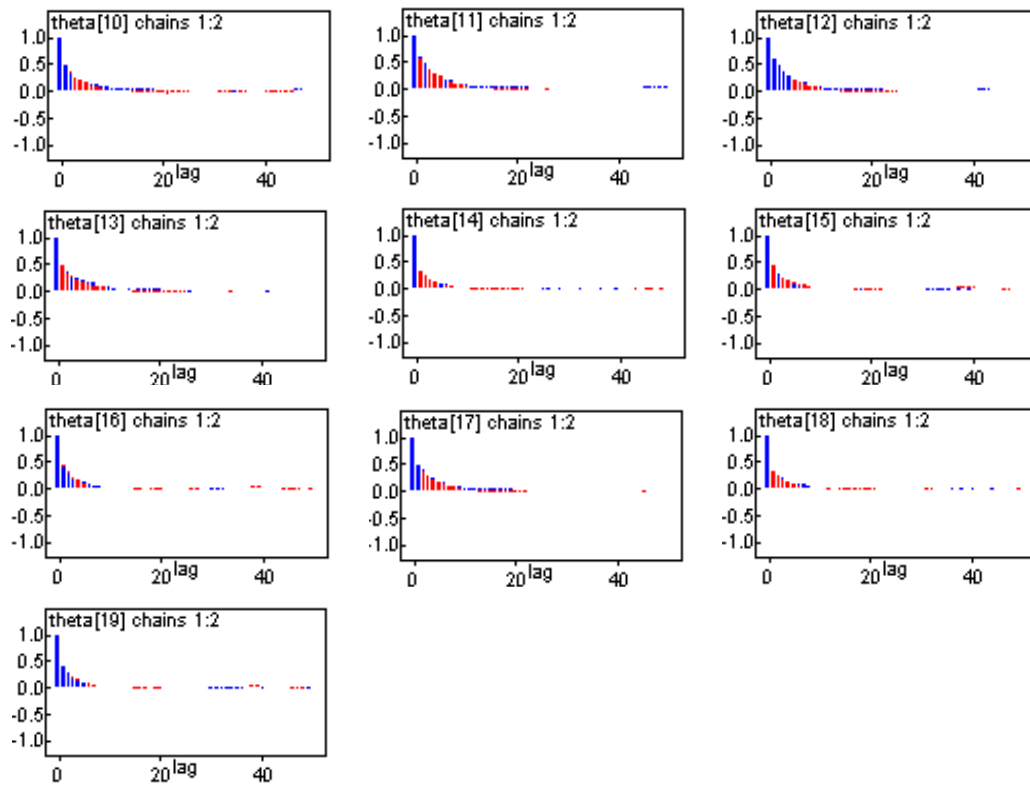 theta[10] chains 1:2
1.0
0.5
0.0
-0.5
-1.0
0 20 lag 40
theta[11] chains 1:2
1.0
0.5
0.0
-0.5
-1.0
0 20 lag 40
theta[12] chains 1:2
1.0
0.5
0.0
-0.5
-1.0
0 20 lag 40
theta[13] chains 1:2
1.0
0.5
0.0
-0.5
-1.0
0 20 lag 40
theta[14] chains 1:2
1.0
0.5
0.0
-0.5
-1.0
0 20 lag 40
theta[15] chains 1:2
1.0
0.5
0.0
-0.5
-1.0
0 20 lag 40
theta[16] chains 1:2
1.0
0.5
0.0
-0.5
-1.0
0 20 lag 40
theta[17] chains 1:2
1.0
0.5
0.0
-0.5
-1.0
0 20 lag 40
theta[18] chains 1:2
1.0
0.5
0.0
-0.5
-1.0
0 20 lag 40
theta[19] chains 1:2
1.0
0.5
0.0
-0.5
-1.0
0 20 lag 40